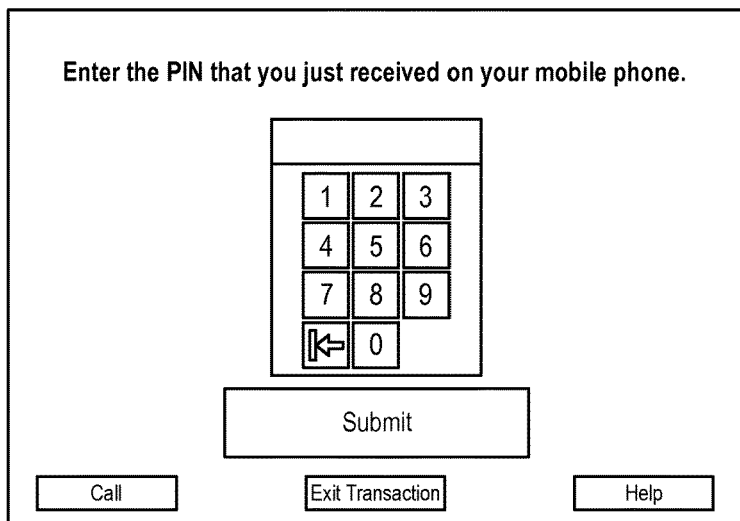 Enter the PIN that you just received on your mobile phone.
1 2 3
4 5 6
7 8 9
0
Submit
Call Exit Transaction Help